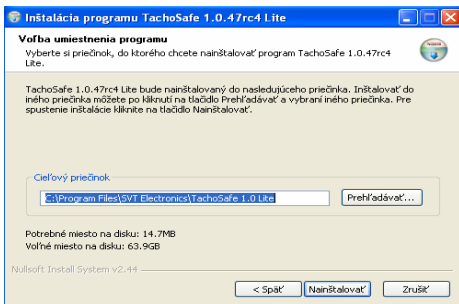 Inštalácia programu TachoSafe 1.0.47rc4 Lite
Voľba umiestnenia programu
Vyberte si priečinok, do ktorého chcete nainštalovať program TachoSafe 1.0.47rc4
Lite.
TachoSafe 1.0.47rc4 Lite bude nainštalovaný do nasledujúceho priečinka. Inštalovať do
iného priečinka môžete po kliknutí na tlačidlo Prehľadávať a vybraní iného priečinka. Pre
spustenie inštalácie kliknite na tlačidlo Nainštalovať.
Cieľový priečinok
C:\Program Files\SVT Electronics\TachoSafe 1.0 Lite
Prehľadávať...
Potrebné miesto na disku: 14.7MB
Voľné miesto na disku: 63.9GB
Nullsoft Install System v2.44
< Späť
Nainštalovať
Zrušiť